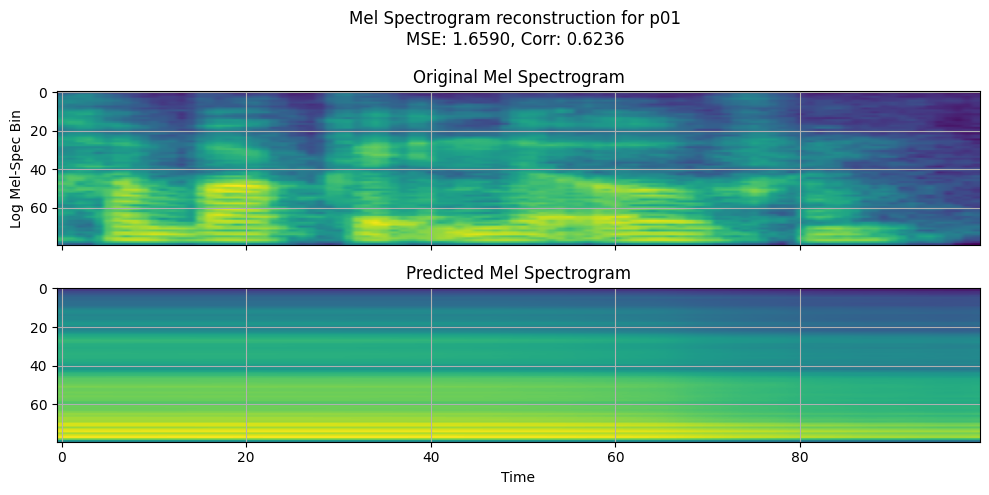 Mel Spectrogram reconstruction for p01
MSE: 1.6590, Corr: 0.6236
Original Mel Spectrogram
0
20
40
60
Log Mel-Spec Bin
Predicted Mel Spectrogram
0
20
40
60
0 20 40 60 80
Time